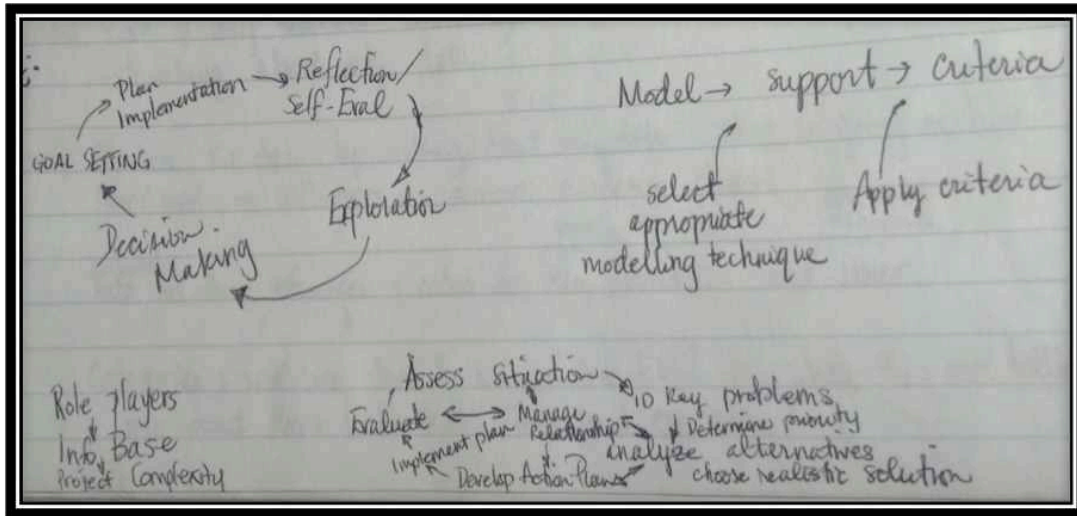 Plan
Implementation → Reflection/
Self-Eval
GOAL SETTING
Exploration
Decision
Making
Model → support → criteria
select
appropriate
modelling technique
Apply criteria
Role players
Info Base
Project Complexity
Assess situation
ID Key problems
Evaluate
Manage
Relationship
Determine priority
Implement plan
analyze alternatives
Develop Action Plans
choose realistic solution